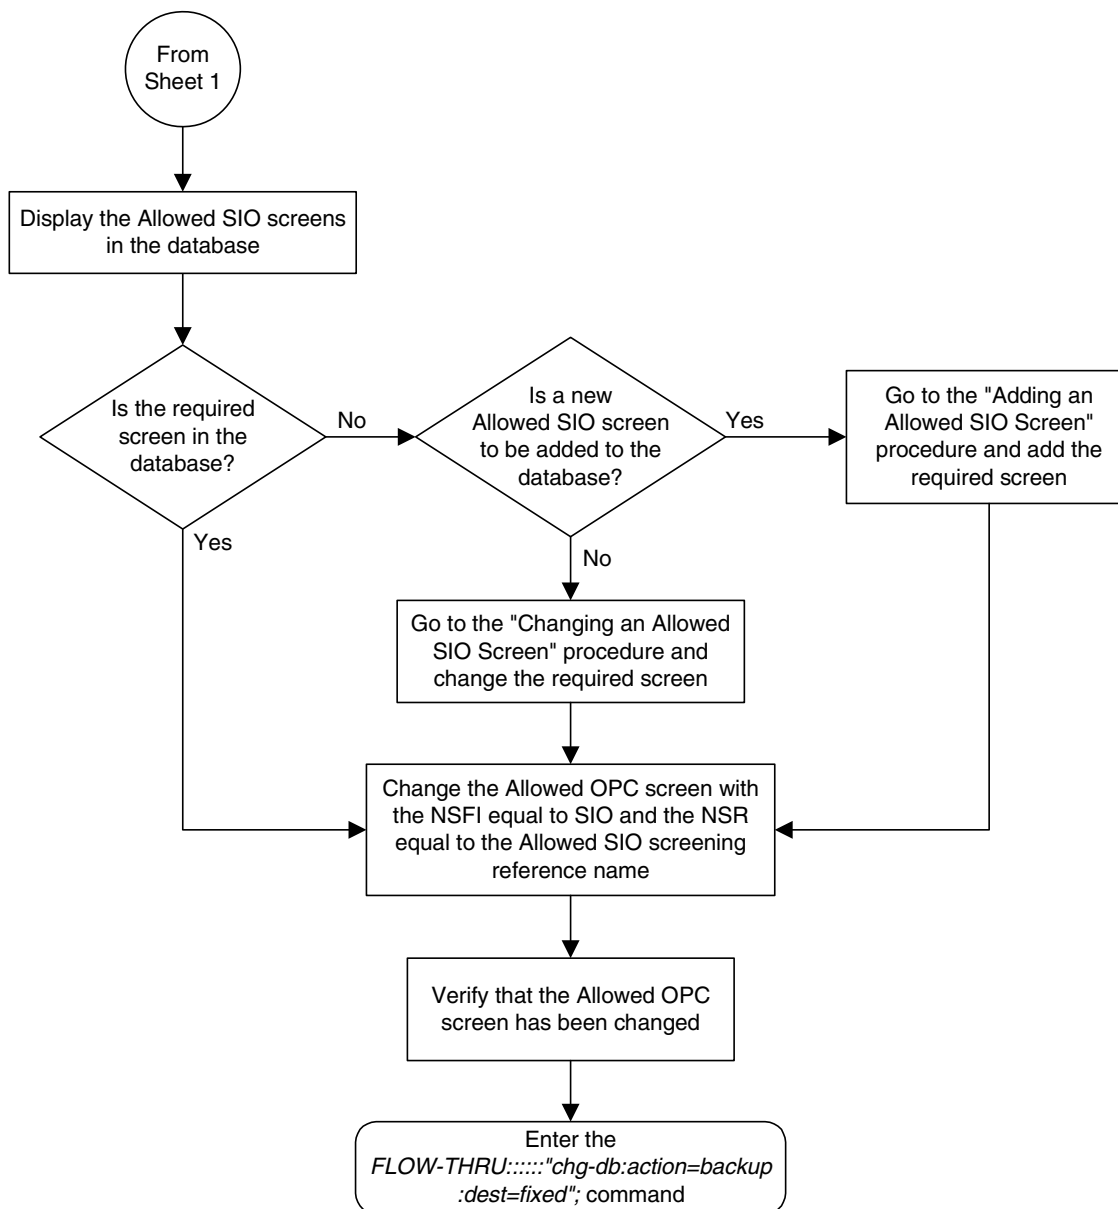 From
Sheet 1
Display the Allowed SIO screens
in the database
Is the required
screen in the
database?
No
Yes
Is a new
Allowed SIO screen
to be added to the
database?
Yes
No
Go to the "Adding an
Allowed SIO Screen"
procedure and add the
required screen
Go to the "Changing an Allowed
SIO Screen" procedure and
change the required screen
Change the Allowed OPC screen with
the NSFI equal to SIO and the NSR
equal to the Allowed SIO screening
reference name
Verify that the Allowed OPC
screen has been changed
Enter the
FLOW-THRU::::::"chg-db:action=backup
:dest=fixed"; command